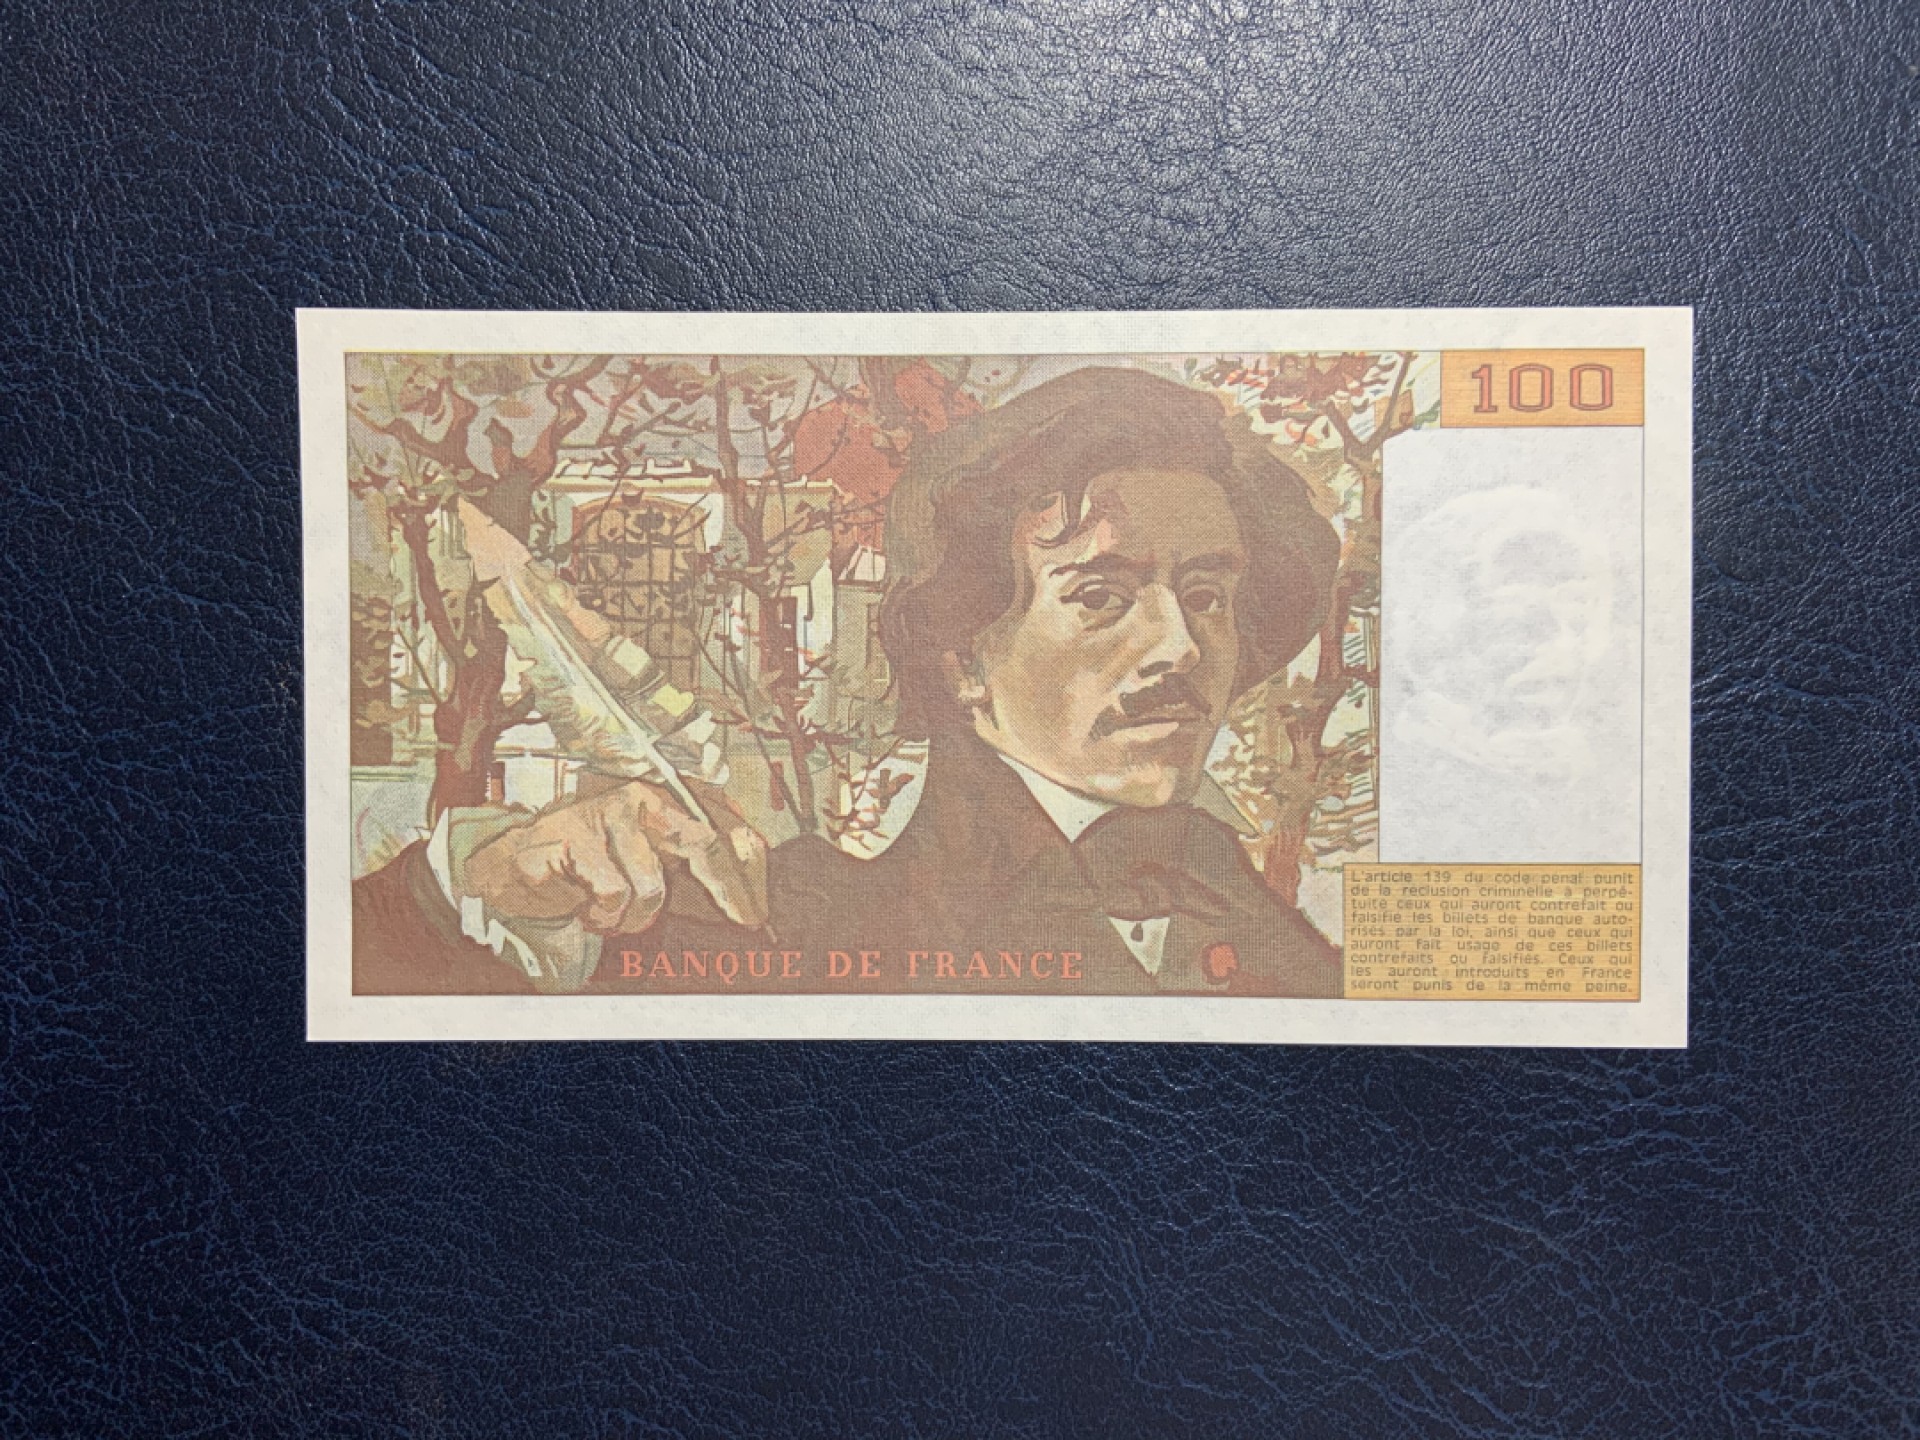 100
BANQUE DE FRANCE
L'article 139 du code penal punit
de la reclusion criminelle à perpé-
tuité ceux qui auront contrefait ou
falsifie les billets de banque auto-
risés par la loi, ainsi que ceux qui
auront fait usage de ces billets
contrefaits ou falsifiés. Ceux qui
les auront introduits en France
seront punis de la même peine.